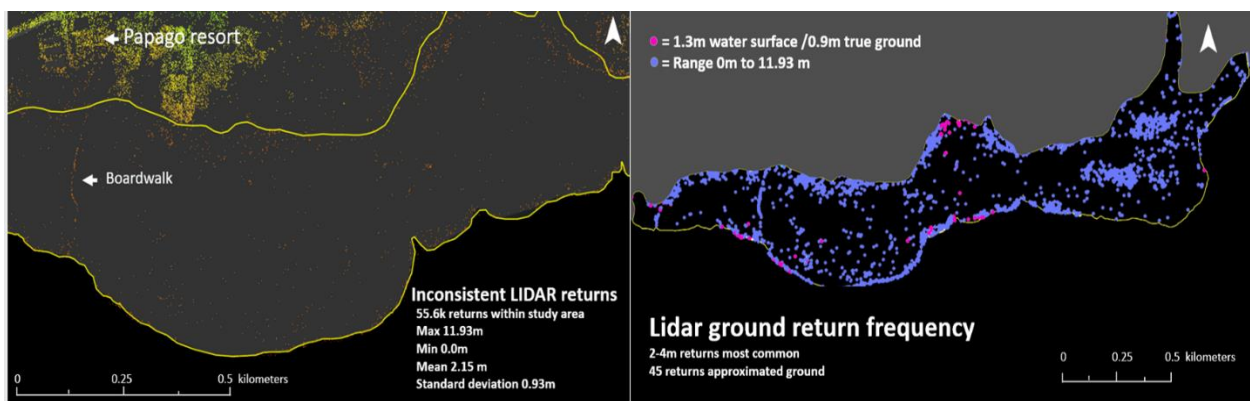 Papago resort
Boardwalk
Inconsistent LIDAR returns
55.6k returns within study area
Max 11.93m
Min 0.0m
Mean 2.15 m
Standard deviation 0.93m
0 0.25 0.5 kilometers
= 1.3m water surface /0.9m true ground
= Range 0m to 11.93 m
Lidar ground return frequency
2-4m returns most common
45 returns approximated ground
0 0.25 0.5 kilometers